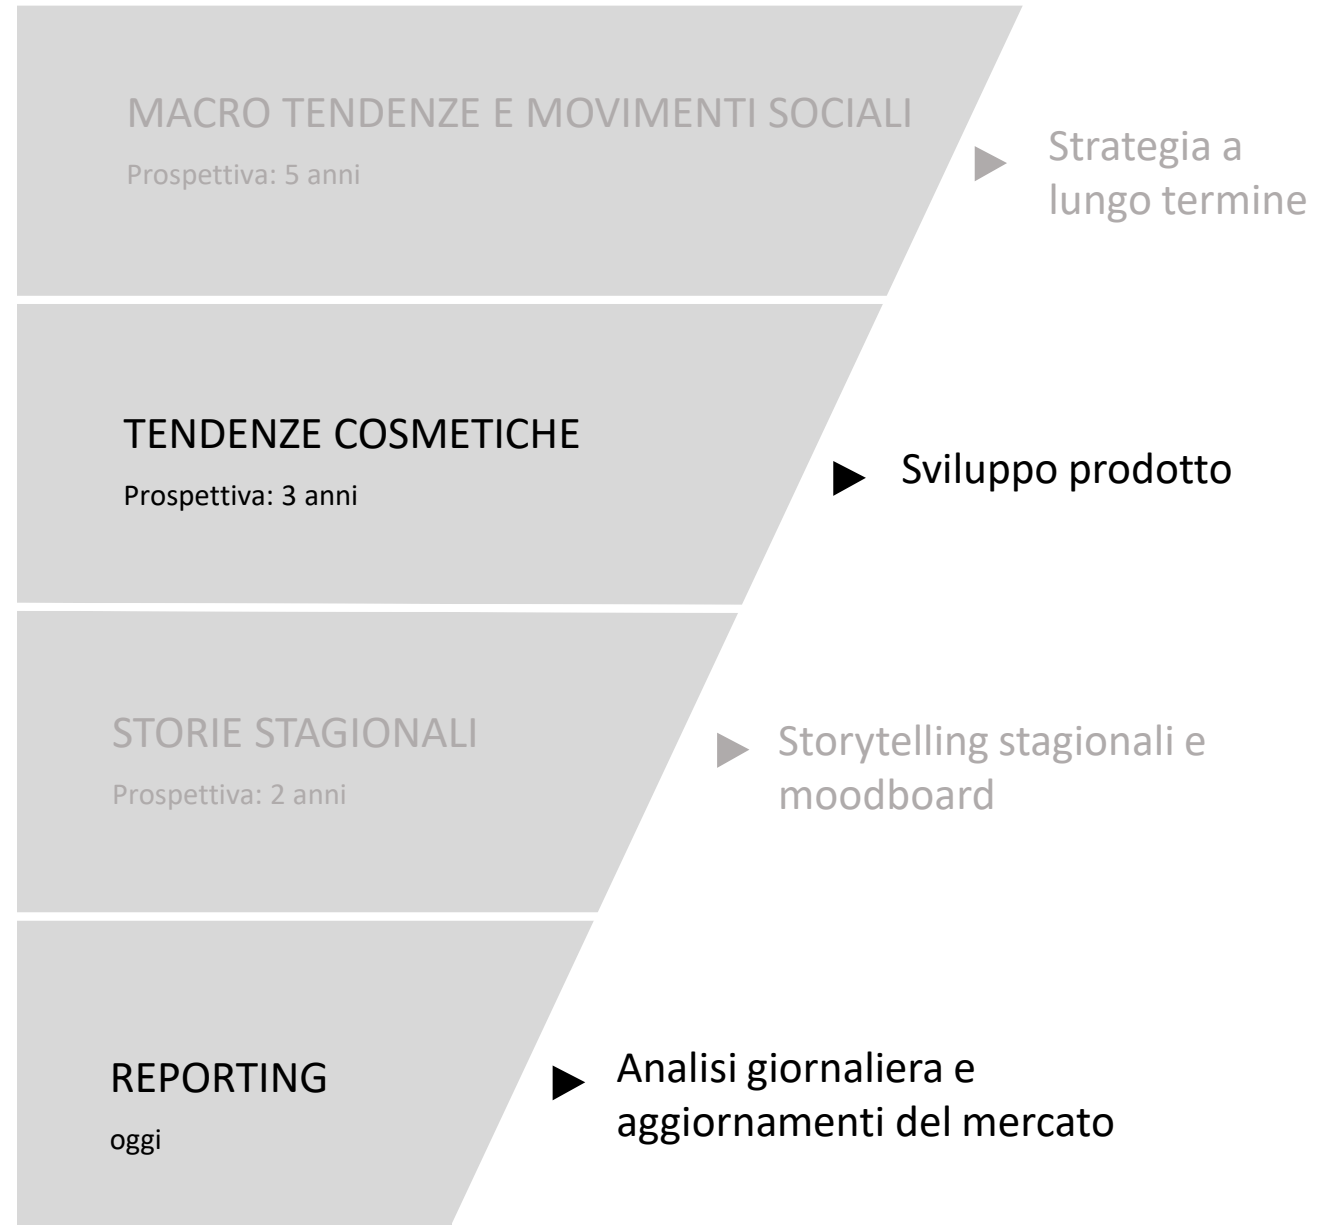 MACRO TENDENZE E MOVIMENTI SOCIALI
Prospettiva: 5 anni
Strategia a
lungo termine
TENDENZE COSMETICHE
Prospettiva: 3 anni
Sviluppo prodotto
STORIE STAGIONALI
Prospettiva: 2 anni
Storytelling stagionali e
moodboard
REPORTING
oggi
Analisi giornaliera e
aggiornamenti del mercato